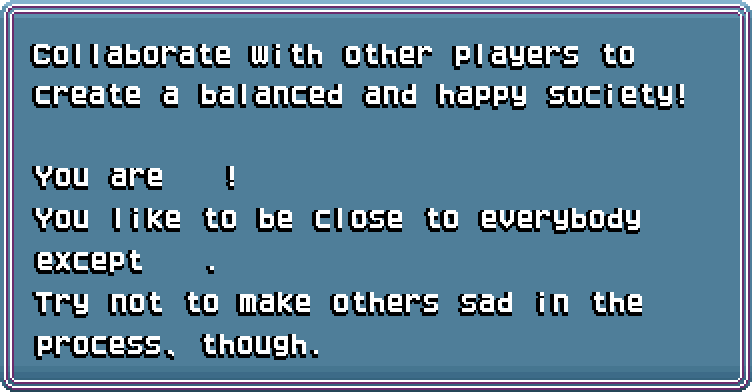 Collaborate with other players to
create a balanced and happy society!
You are    !
You like to be close to everybody
except    .
Try not to make others sad in the
process, though.